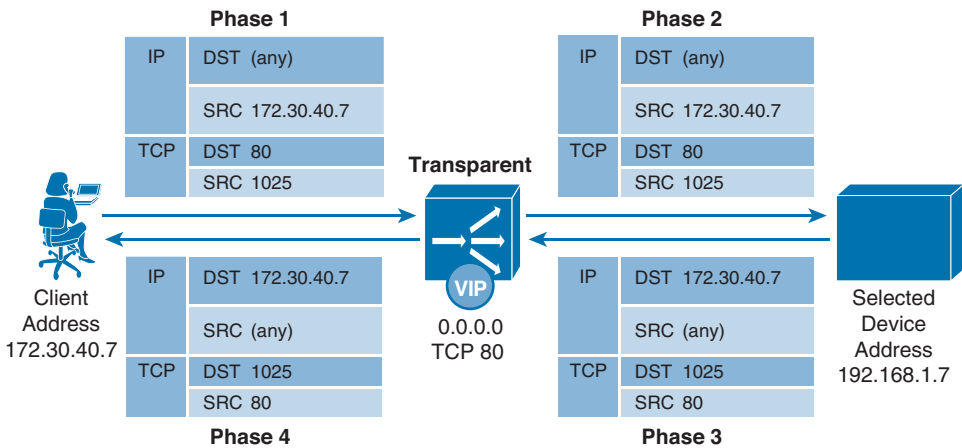 Phase 1
IP DST (any)
SRC 172.30.40.7
TCP DST 80
SRC 1025
Phase 2
IP DST (any)
SRC 172.30.40.7
TCP DST 80
SRC 1025
Transparent
VIP
0.0.0.0
TCP 80
Client
Address
172.30.40.7
Selected
Device
Address
192.168.1.7
IP DST 172.30.40.7
SRC (any)
TCP DST 1025
SRC 80
Phase 4
IP DST 172.30.40.7
SRC (any)
TCP DST 1025
SRC 80
Phase 3